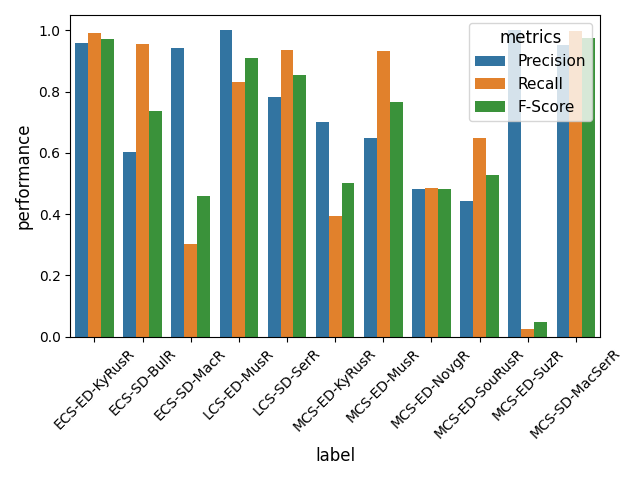 metrics
Precision
Recall
F-Score
performance
1.0
0.8
0.6
0.4
0.2
0.0
ECS-ED-KyRusR
ECS-SD-BulR
ECS-SD-MacR
LCS-ED-MusR
LCS-SD-SerR
MCS-ED-KyRusR
MCS-ED-MusR
MCS-ED-NovgR
MCS-ED-SouRusR
MCS-ED-SuzR
MCS-SD-MacSerR
label